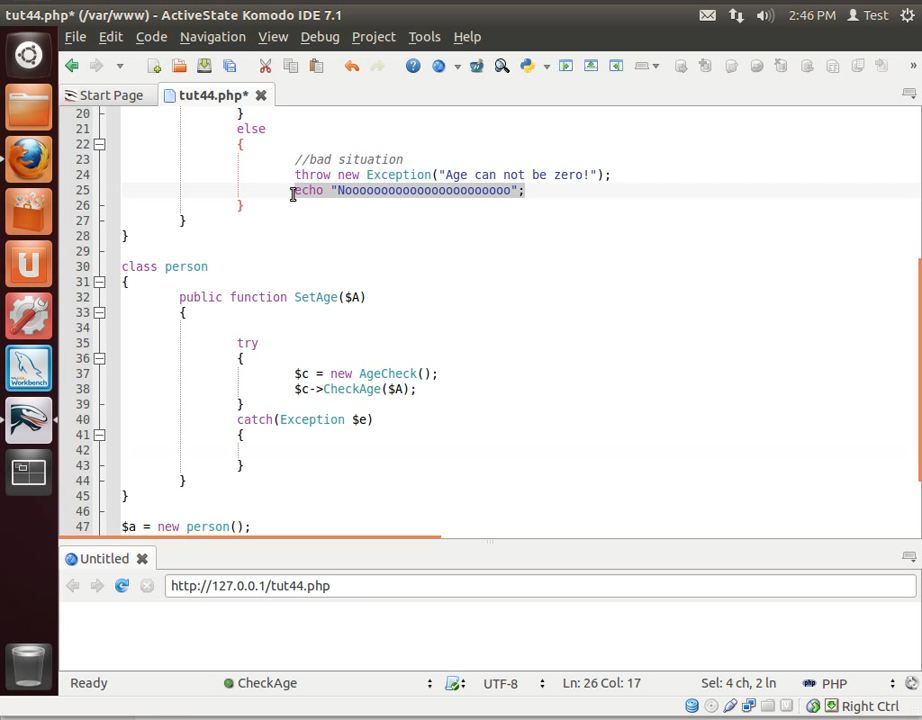 tut44.php* (/var/www) - ActiveState Komodo IDE 7.1
2:46 PM Test
File Edit Code Navigation View Debug Project Tools Help
Start Page tut44.php*
20 }
21 else
22 {
23 //bad situation
24 throw new Exception("Age can not be zero!");
25 echo "Nooooooooooooooooooooooo";
26 }
27 }
28 }
29
30 class person
31 {
32 public function SetAge($A)
33 {
34
35 try
36 {
37 $c = new AgeCheck();
38 $c->CheckAge($A);
39 }
40 catch(Exception $e)
41 {
42
43 }
44 }
45 }
46
47 $a = new person();
Untitled
http://127.0.0.1/tut44.php
Workbench
Ready CheckAge UTF-8 Ln: 26 Col: 17 Sel: 4 ch, 2 ln PHP
Right Ctrl